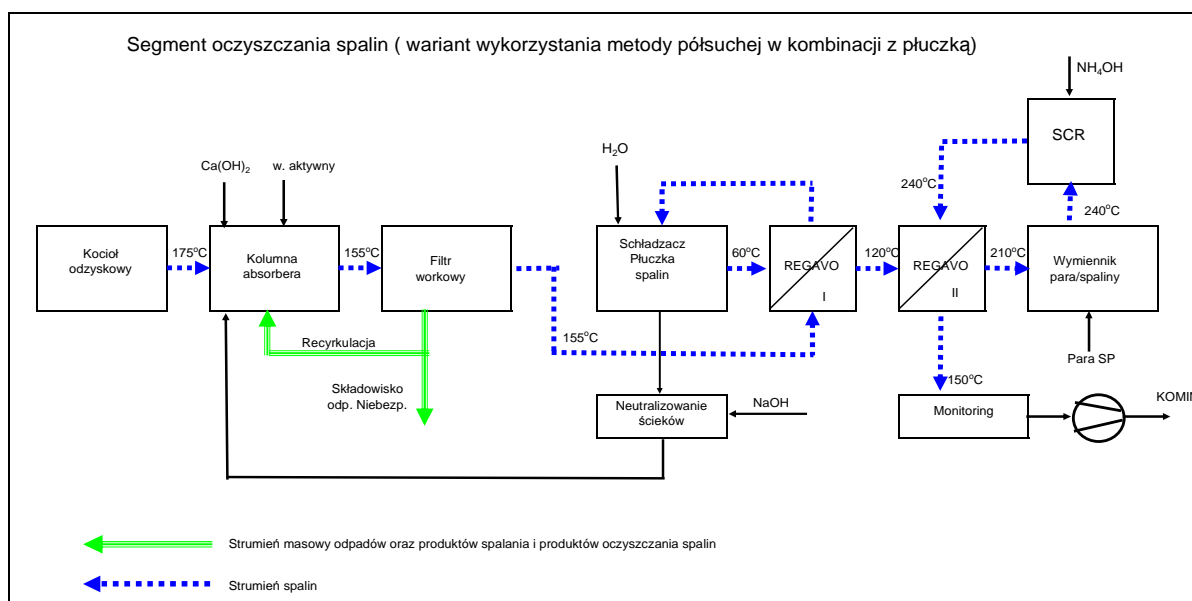 Segment oczyszczania spalin ( wariant wykorzystania metody półsuchej w kombinacji z płuczką)
NH₄OH
SCR
Ca(OH)₂
w. aktywny
H₂O
240°C
240°C
Kocioł
odzyskowy
175°C
Kolumna
absorbera
155°C
Filtr
workowy
Schładzacz
Płuczka
spalin
60°C
REGAVO
I
120°C
REGAVO
II
210°C
Wymiennik
para/spaliny
Recyrkulacja
155°C
Para SP
Składowisko
odp. Niebezp.
150°C
Neutralizowanie
ścieków
NaOH
Monitoring
KOMIN
Strumień masowy odpadów oraz produktów spalania i produktów oczyszczania spalin
Strumień spalin